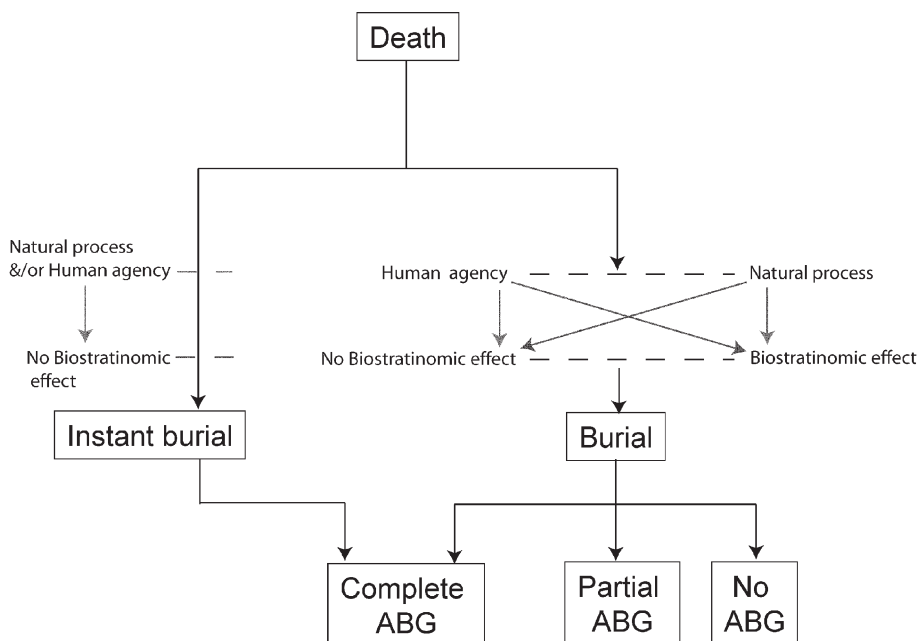 Death
Natural process
&/or Human agency
Human agency
Natural process
No Biostratinomic
effect
No Biostratinomic effect
Biostratinomic effect
Instant burial
Burial
Complete
ABG
Partial
ABG
No
ABG